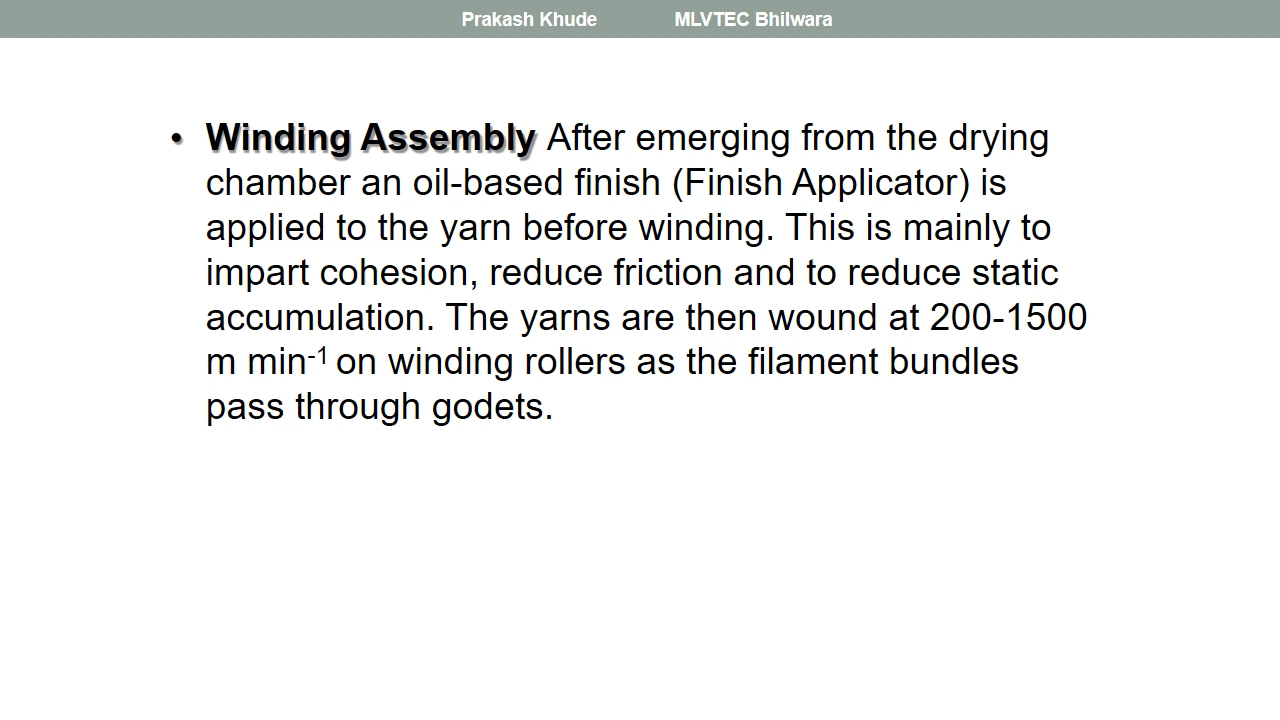 Prakash Khude MLVTEC Bhilwara
• Winding Assembly After emerging from the drying
chamber an oil-based finish (Finish Applicator) is
applied to the yarn before winding. This is mainly to
impart cohesion, reduce friction and to reduce static
accumulation. The yarns are then wound at 200-1500
m min⁻¹ on winding rollers as the filament bundles
pass through godets.